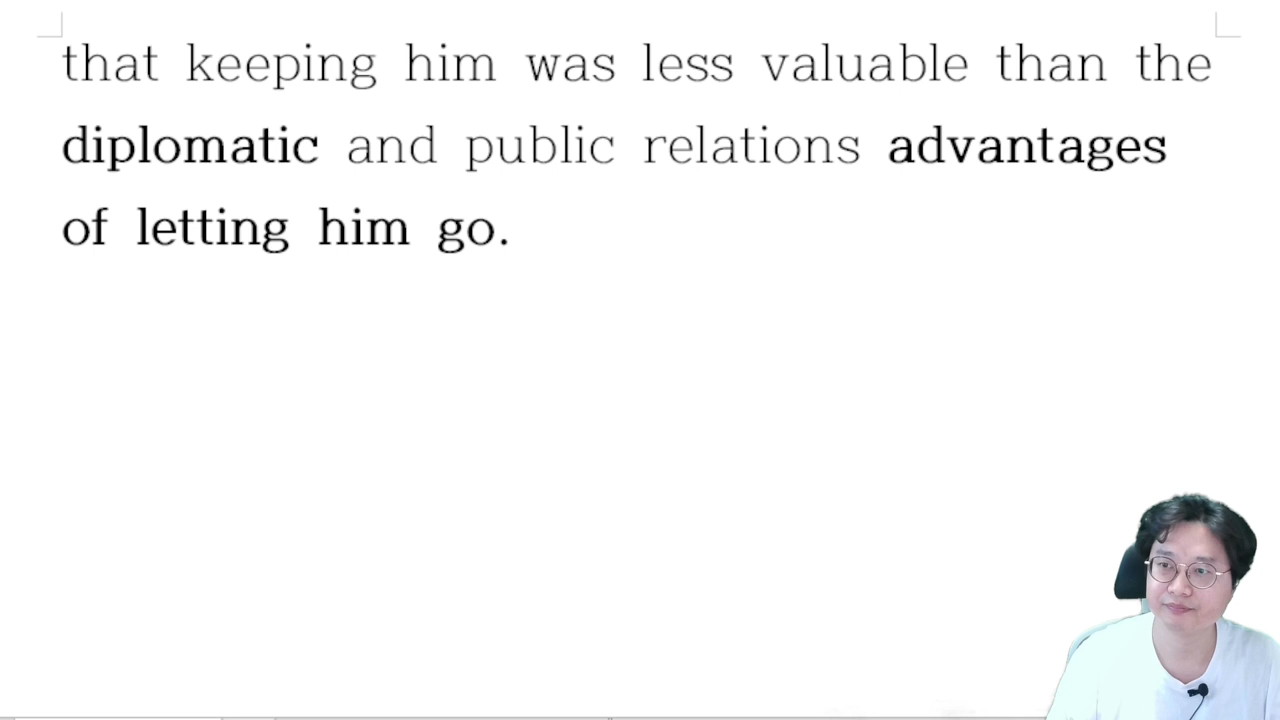 that keeping him was less valuable than the
diplomatic and public relations advantages
of letting him go.